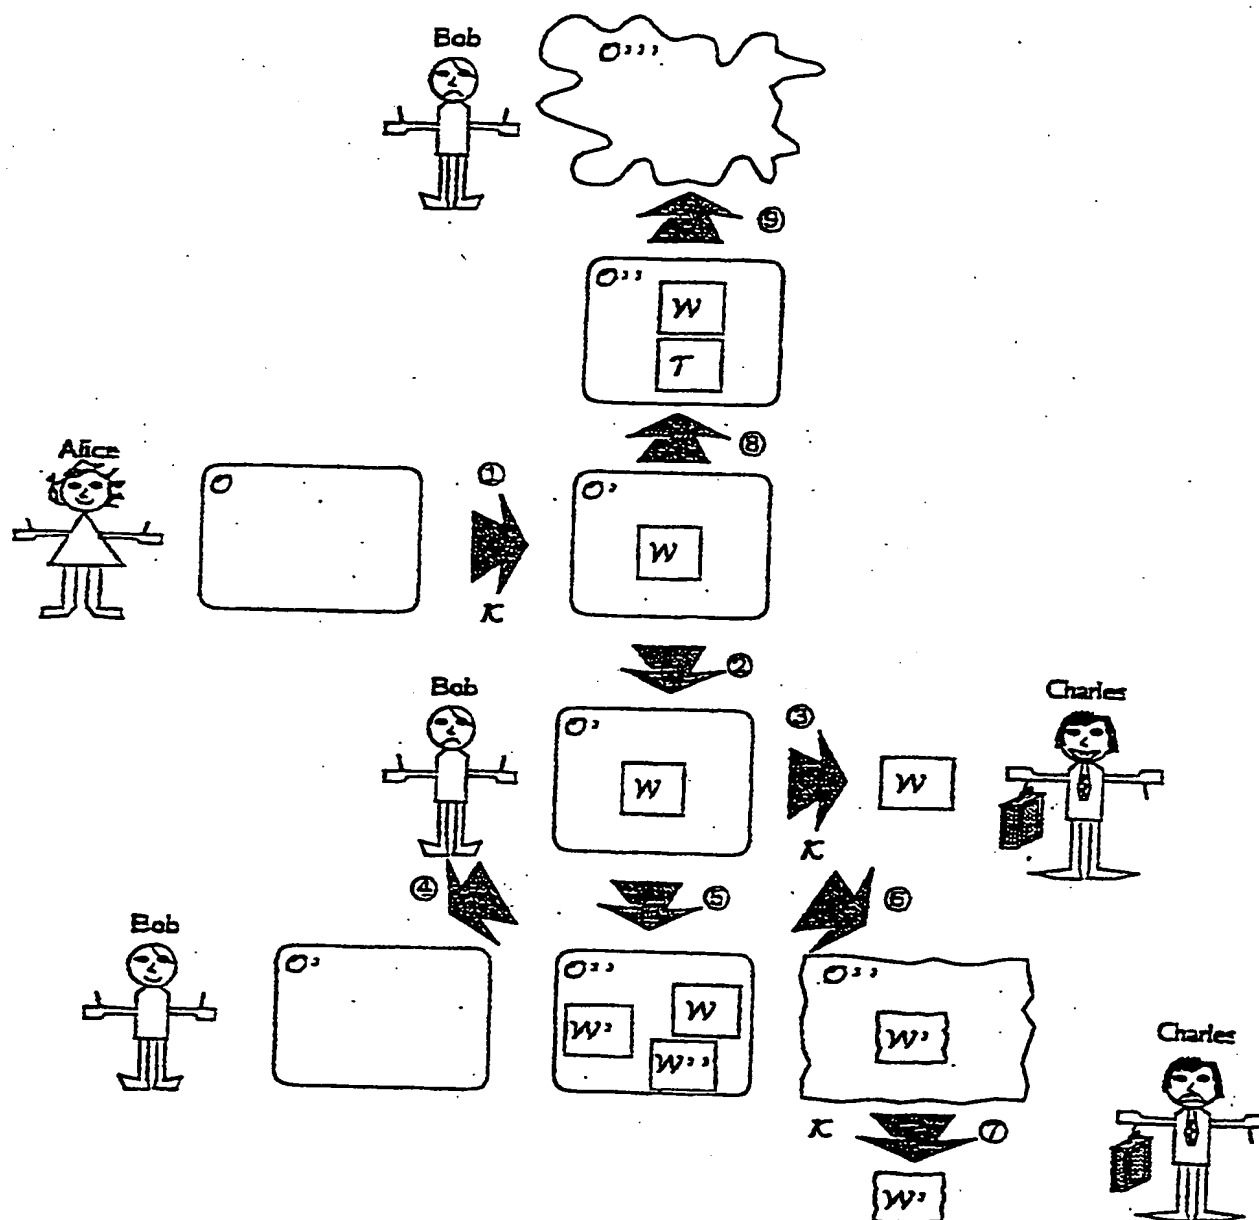 Bob
O’’’
⑨
O’’
W
T
⑧
Alice
O
①
K
O’
W
②
Bob
O’
W
③
K
W
Charles
④
⑤
⑥
Bob
O’
O’’
W’
W
W’’
O’’
W’
Charles
K
⑦
W’